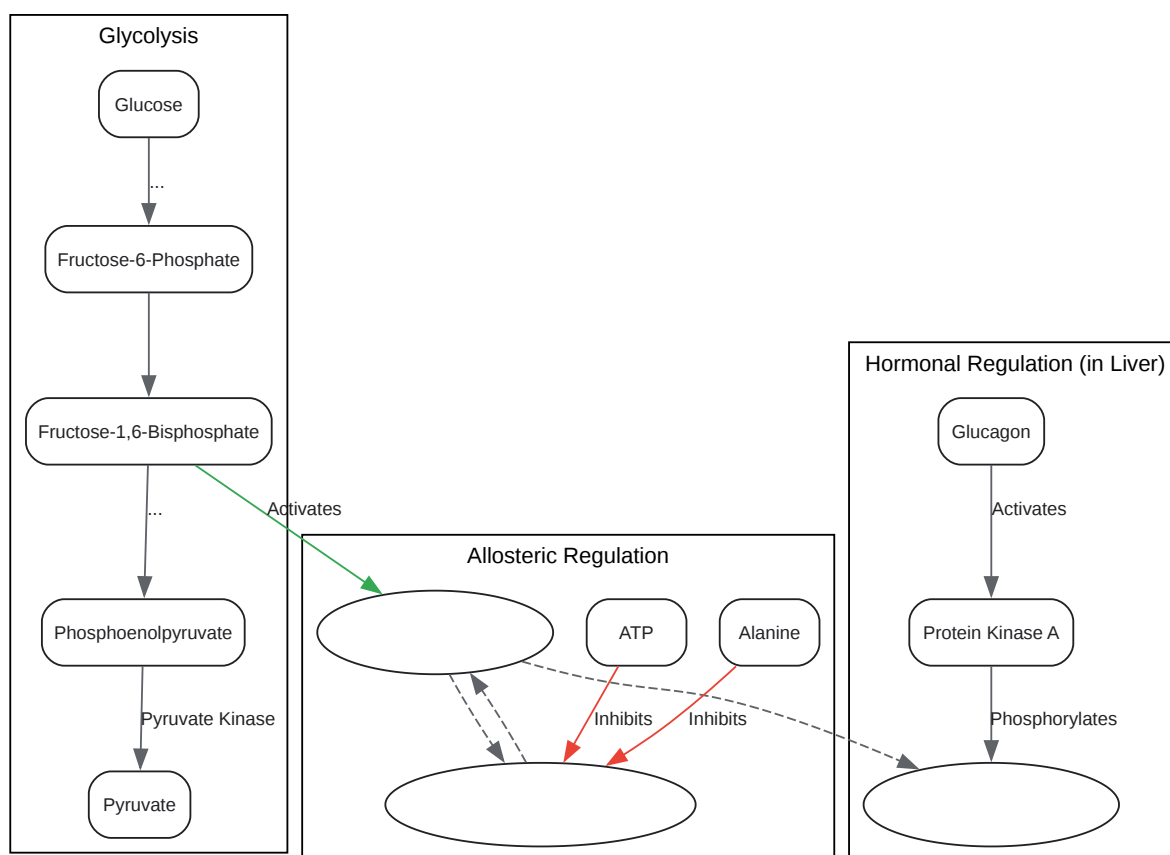 Glycolysis
Glucose
...
Fructose-6-Phosphate
Fructose-1,6-Bisphosphate
...
Phosphoenolpyruvate
Pyruvate Kinase
Pyruvate
Activates
Allosteric Regulation
ATP
Alanine
Inhibits
Inhibits
Hormonal Regulation (in Liver)
Glucagon
Activates
Protein Kinase A
Phosphorylates